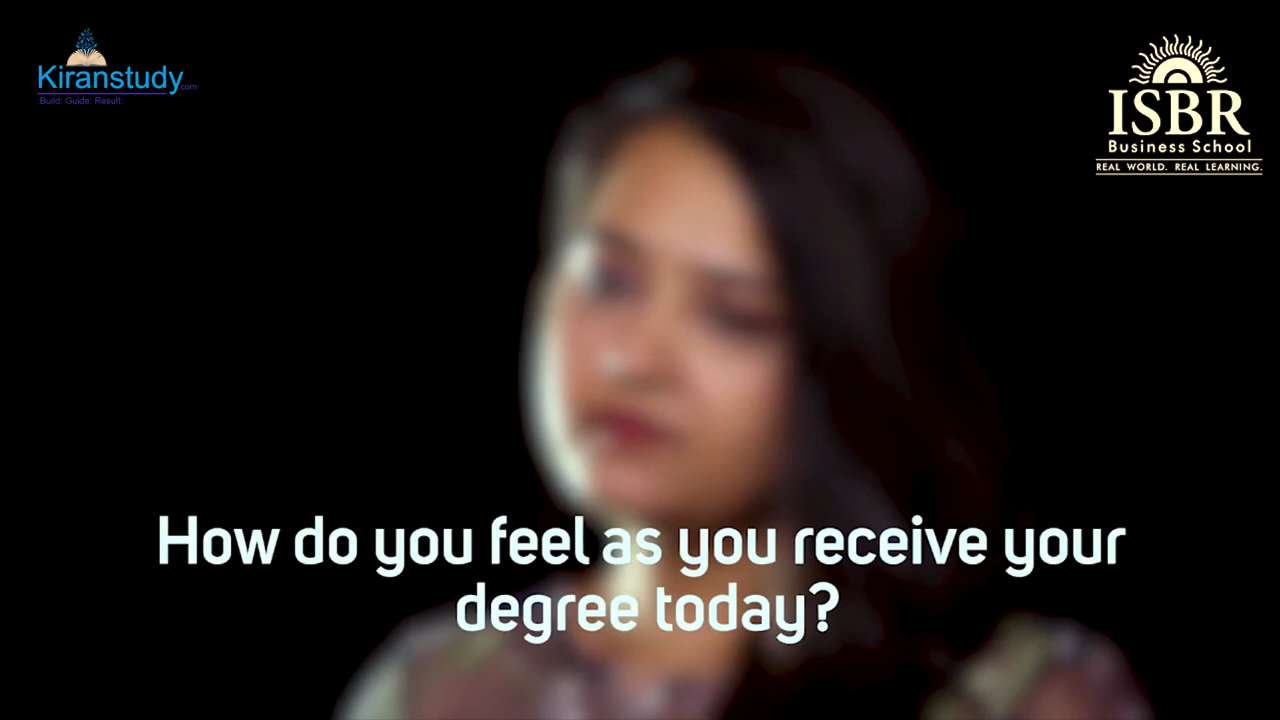 Kiranstudy.com
:Build: Guide: Result:
ISBR
Business School
REAL WORLD. REAL LEARNING.
How do you feel as you receive your
degree today?